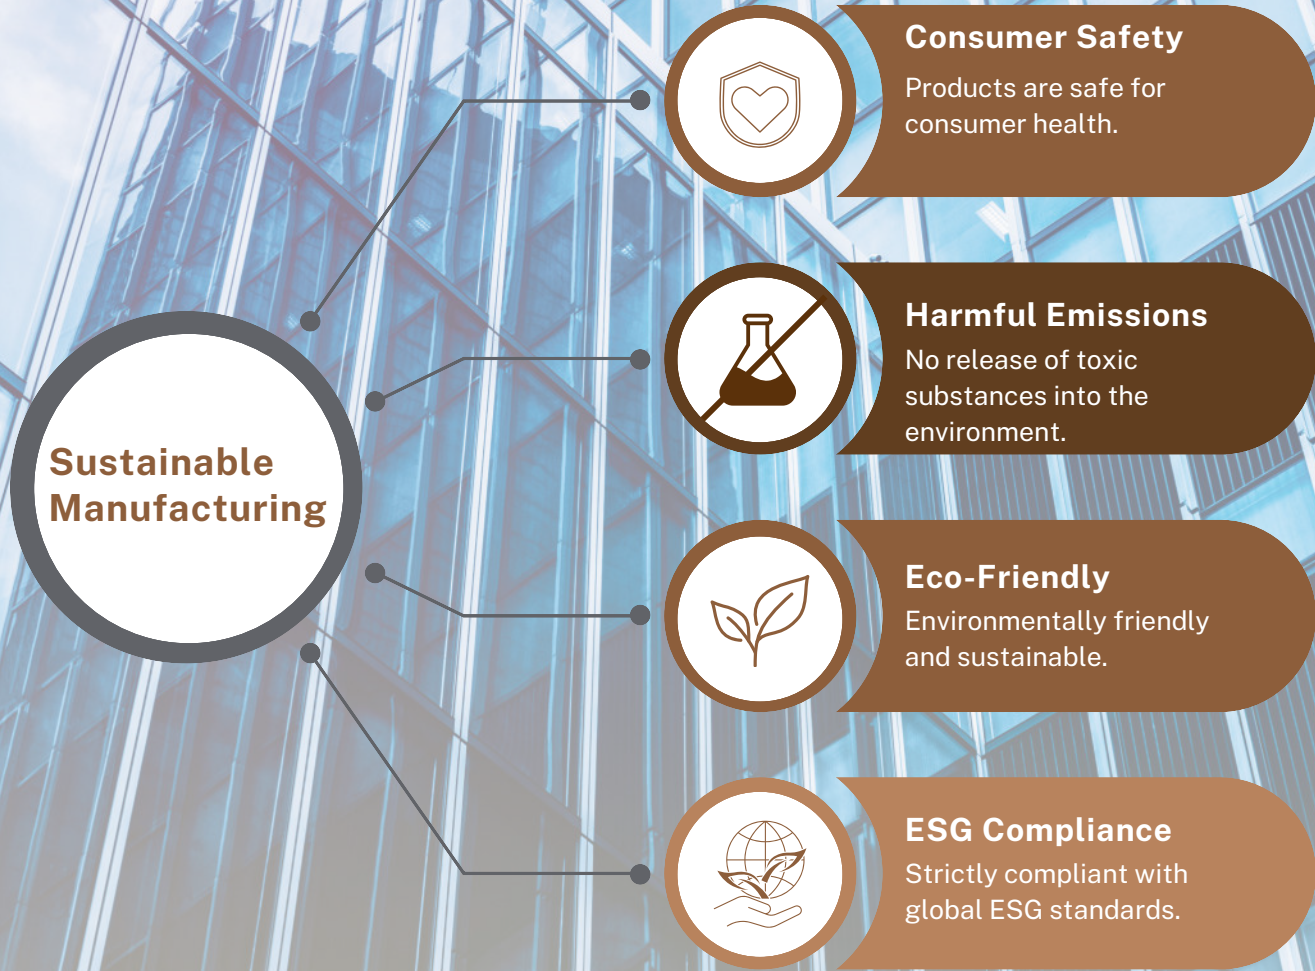 Consumer Safety
Products are safe for
consumer health.
Harmful Emissions
No release of toxic
substances into the
environment.
Sustainable
Manufacturing
Eco-Friendly
Environmentally friendly
and sustainable.
ESG Compliance
Strictly compliant with
global ESG standards.